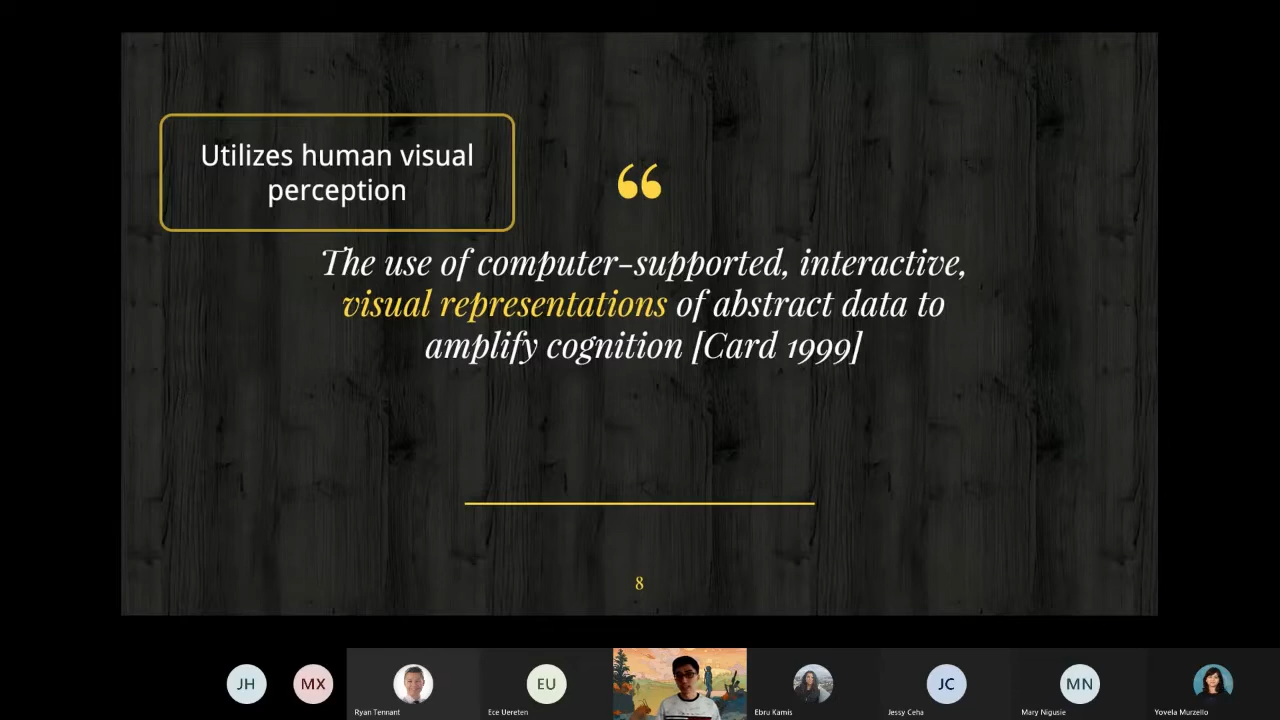 Utilizes human visual
perception
“
The use of computer-supported, interactive,
visual representations of abstract data to
amplify cognition [Card 1999]
8
JH
MX
Ryan Tennant
EU
Ece Uereten
Ebru Kamis
JC
Jessy Ceha
MN
Mary Nigusie
Yovela Murzello